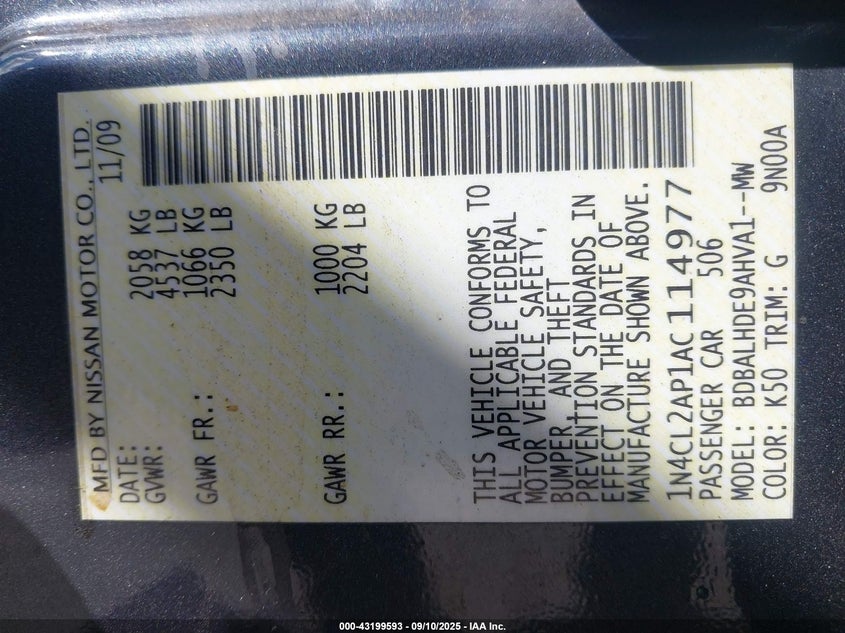 MFD BY NISSAN MOTOR CO., LTD.
DATE: 11/09
GVWR: 2058 KG
4537 LB
GAWR FR.: 1066 KG
2350 LB
GAWR RR.: 1000 KG
2204 LB
THIS VEHICLE CONFORMS TO
ALL APPLICABLE FEDERAL
MOTOR VEHICLE SAFETY,
BUMPER, AND THEFT
PREVENTION STANDARDS IN
EFFECT ON THE DATE OF
MANUFACTURE SHOWN ABOVE.
1N4CL2AP1AC114977
PASSENGER CAR 506
MODEL: BDBALHDE9AHVA1--MW
COLOR: K50 TRIM: G 9N00A
000-43199593 - 09/10/2025 - IAA Inc.